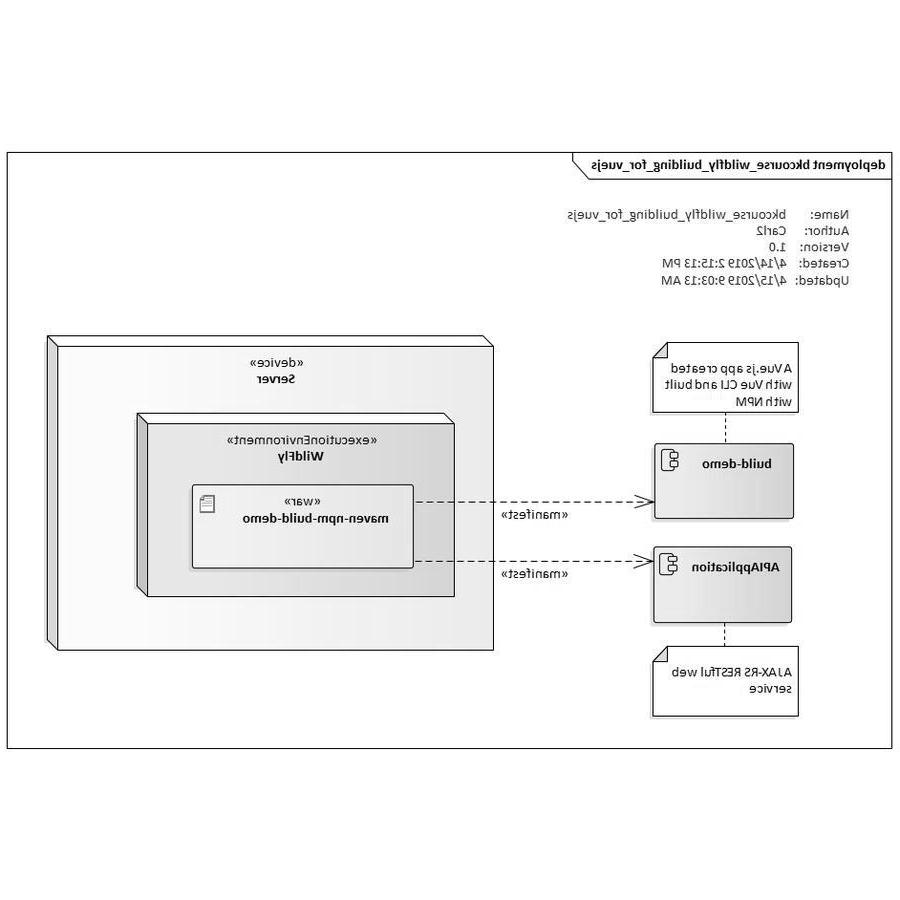 deployment bkcourse_wildfly_building_for_vuejs
Name: bkcourse_wildfly_building_for_vuejs
Author: Carl2
Version: 1.0
Created: 4/14/2019 2:15:13 PM
Updated: 4/15/2019 9:03:13 AM
A Vue.js app created
with Vue CLI and built
with NPM
build-demo
APIApplication
AJAX-RS RESTful web
service
«manifest»
«manifest»
«device»
Server
«executionEnvironment»
WildFly
«war»
maven-npm-build-demo